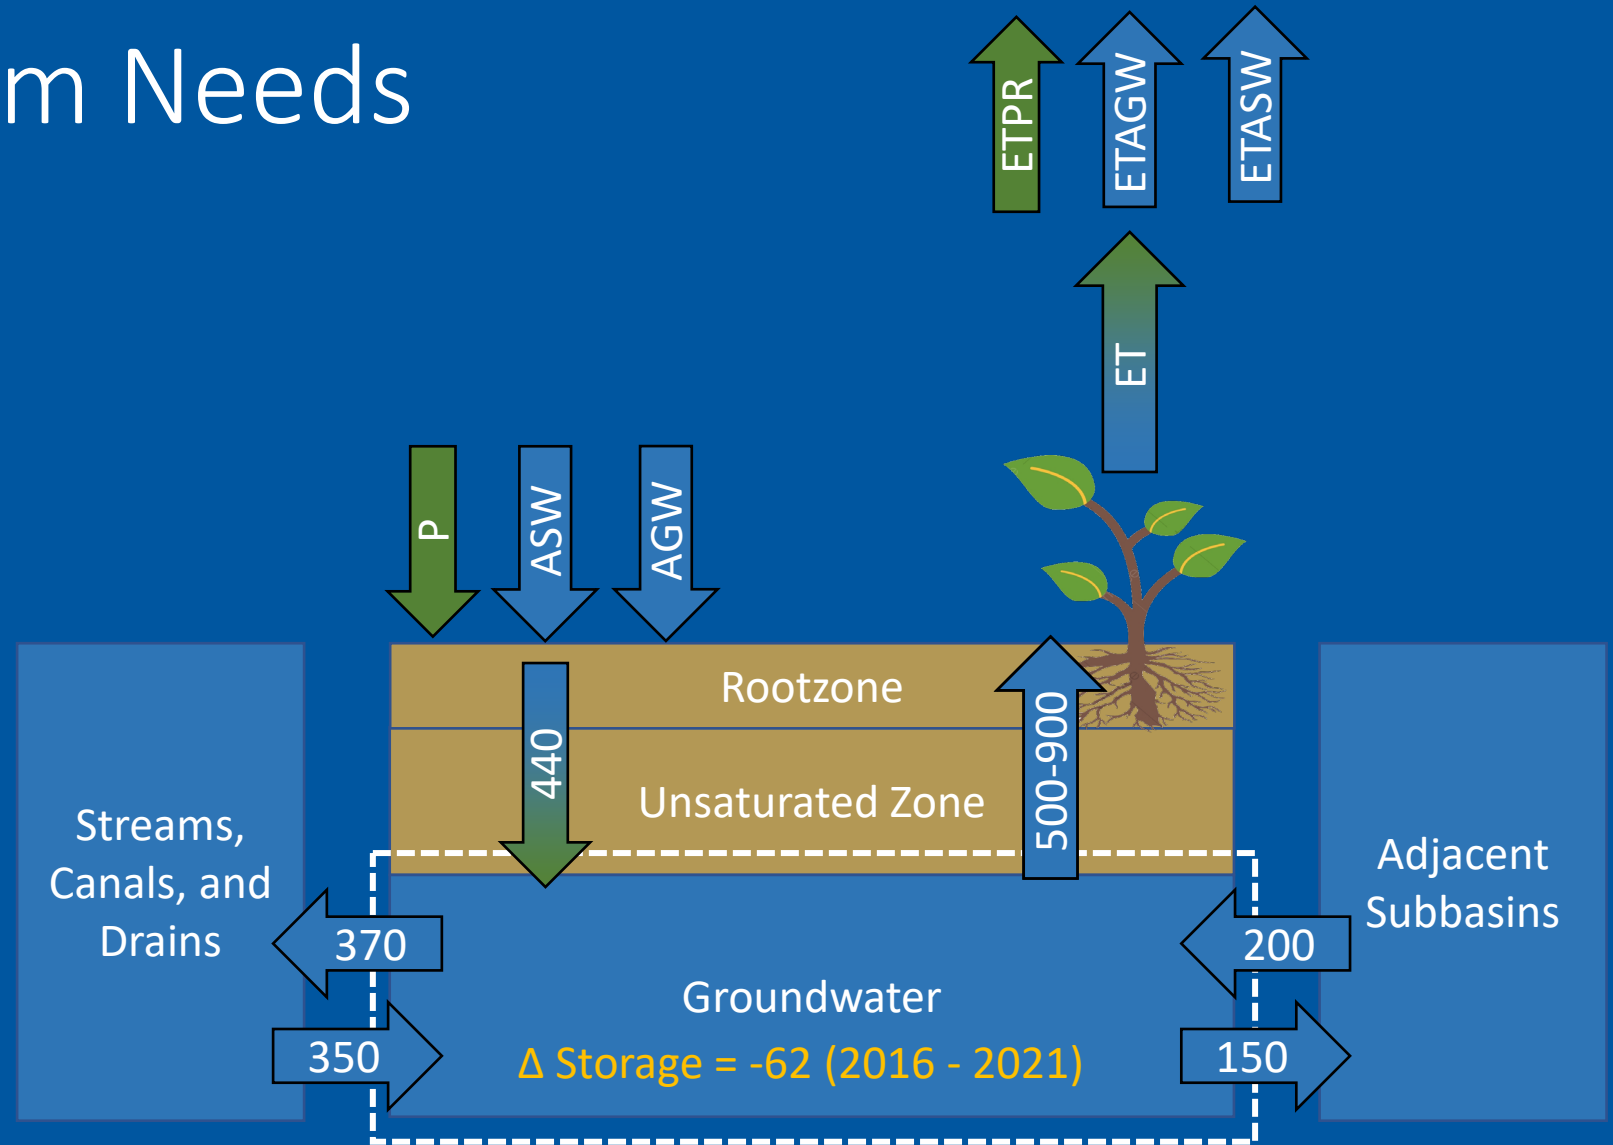 m Needs
ETPR
ETAGW
ETASW
ET
P
ASW
AGW
Rootzone
440
500-900
Unsaturated Zone
Streams,
Canals, and
Drains
Adjacent
Subbasins
370
200
Groundwater
350
Δ Storage = -62 (2016 - 2021)
150